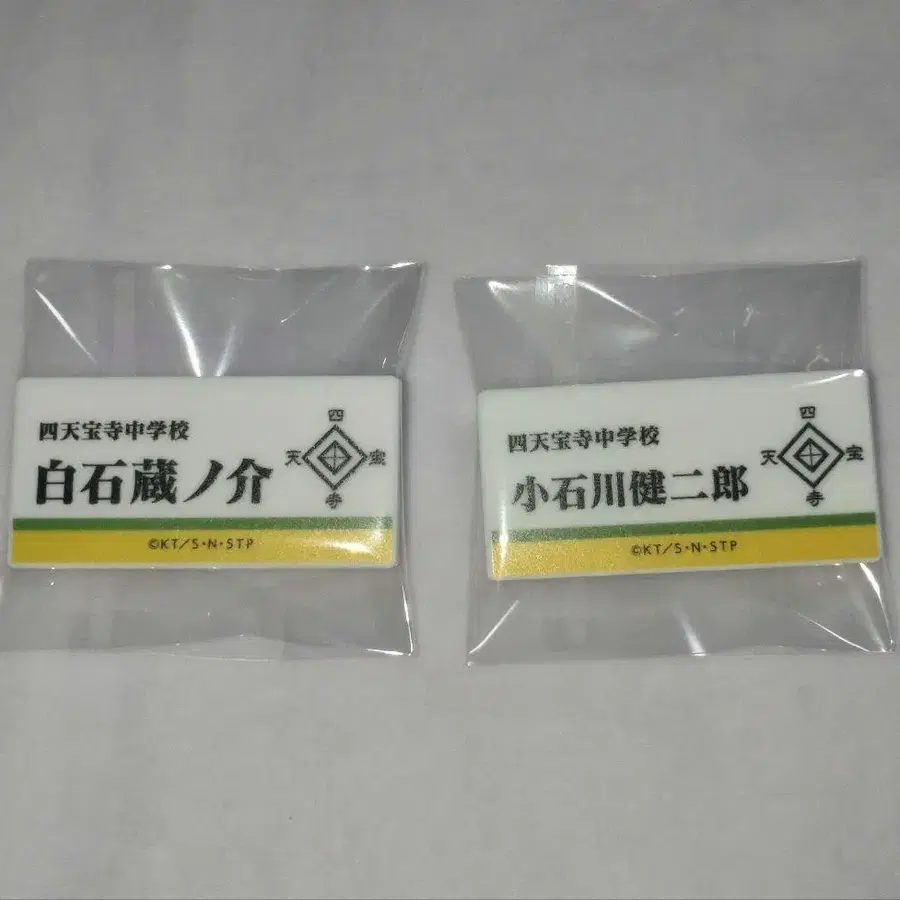 四天宝寺中学校
白石蔵ノ介
四
天 宝
寺
©KT/S・N・STP
四天宝寺中学校
小石川健二郎
四
天 宝
寺
©KT/S・N・STP